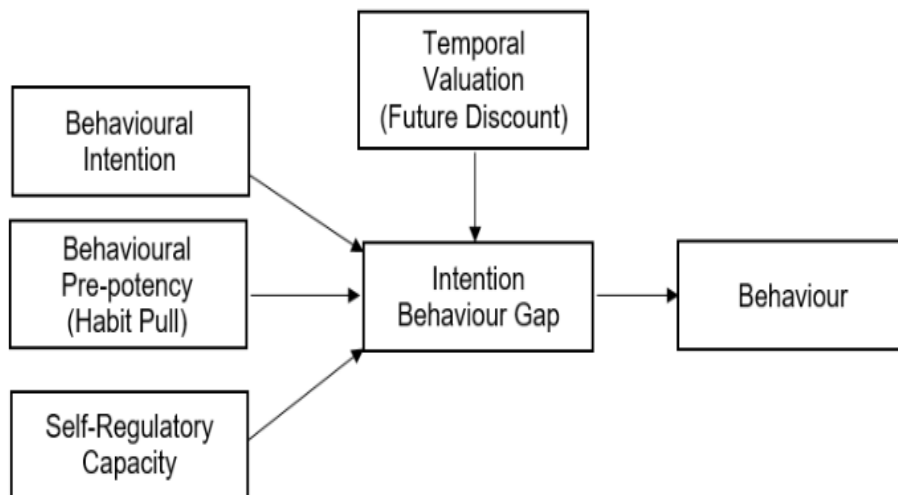 Temporal
Valuation
(Future Discount)
Behavioural
Intention
Behavioural
Pre-potency
(Habit Pull)
Intention
Behaviour Gap
Behaviour
Self-Regulatory
Capacity